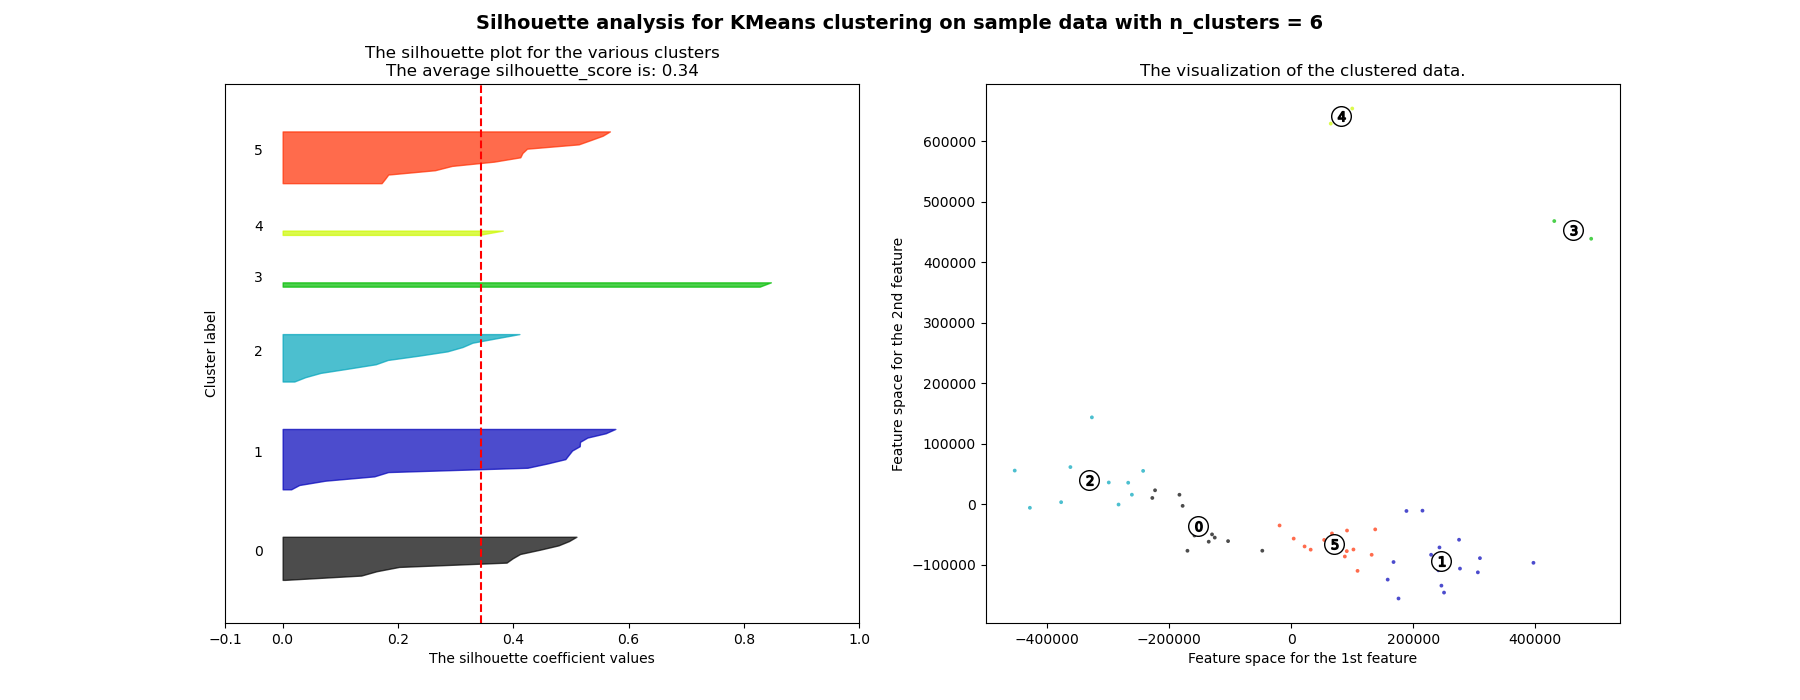 Silhouette analysis for KMeans clustering on sample data with n_clusters = 6
The silhouette plot for the various clusters
The average silhouette_score is: 0.34
5
4
3
2
1
0
Cluster label
−0.1 0.0 0.2 0.4 0.6 0.8 1.0
The silhouette coefficient values
The visualization of the clustered data.
600000
500000
400000
300000
200000
100000
0
−100000
Feature space for the 2nd feature
4
3
2
0
5
1
−400000 −200000 0 200000 400000
Feature space for the 1st feature